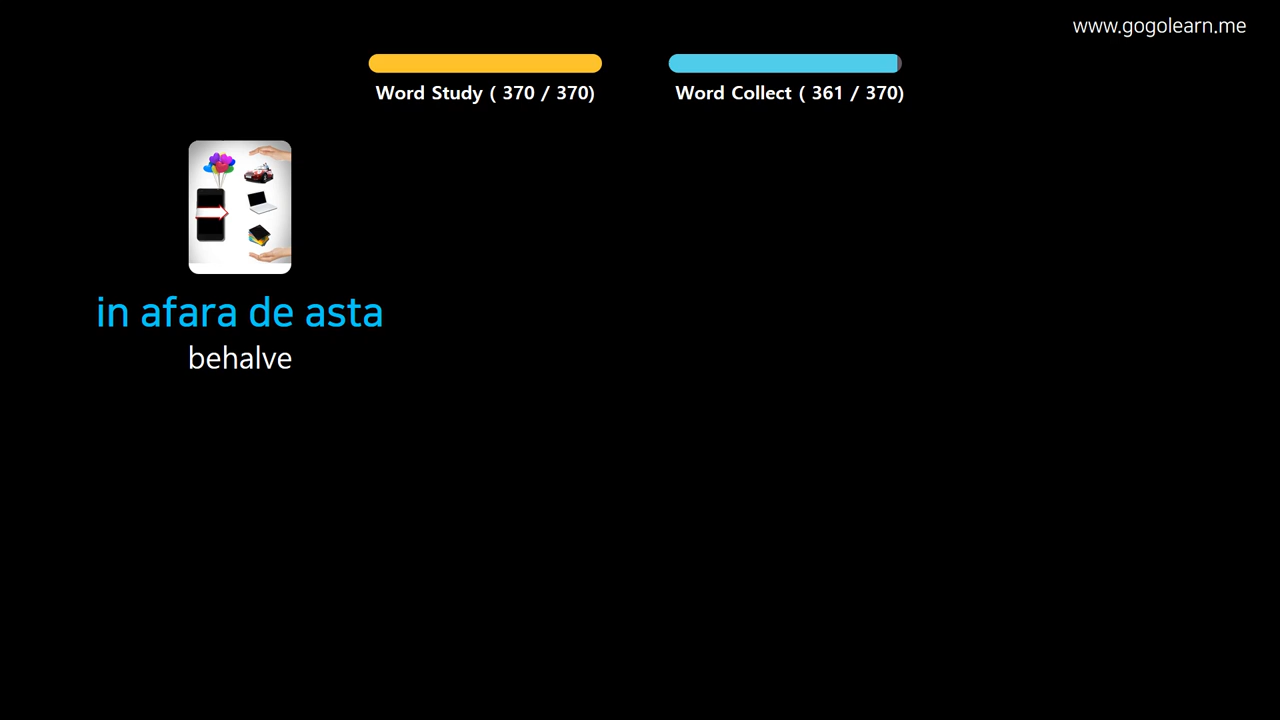 www.gogolearn.me
Word Study ( 370 / 370)
Word Collect ( 361 / 370)
in afara de asta
behalve